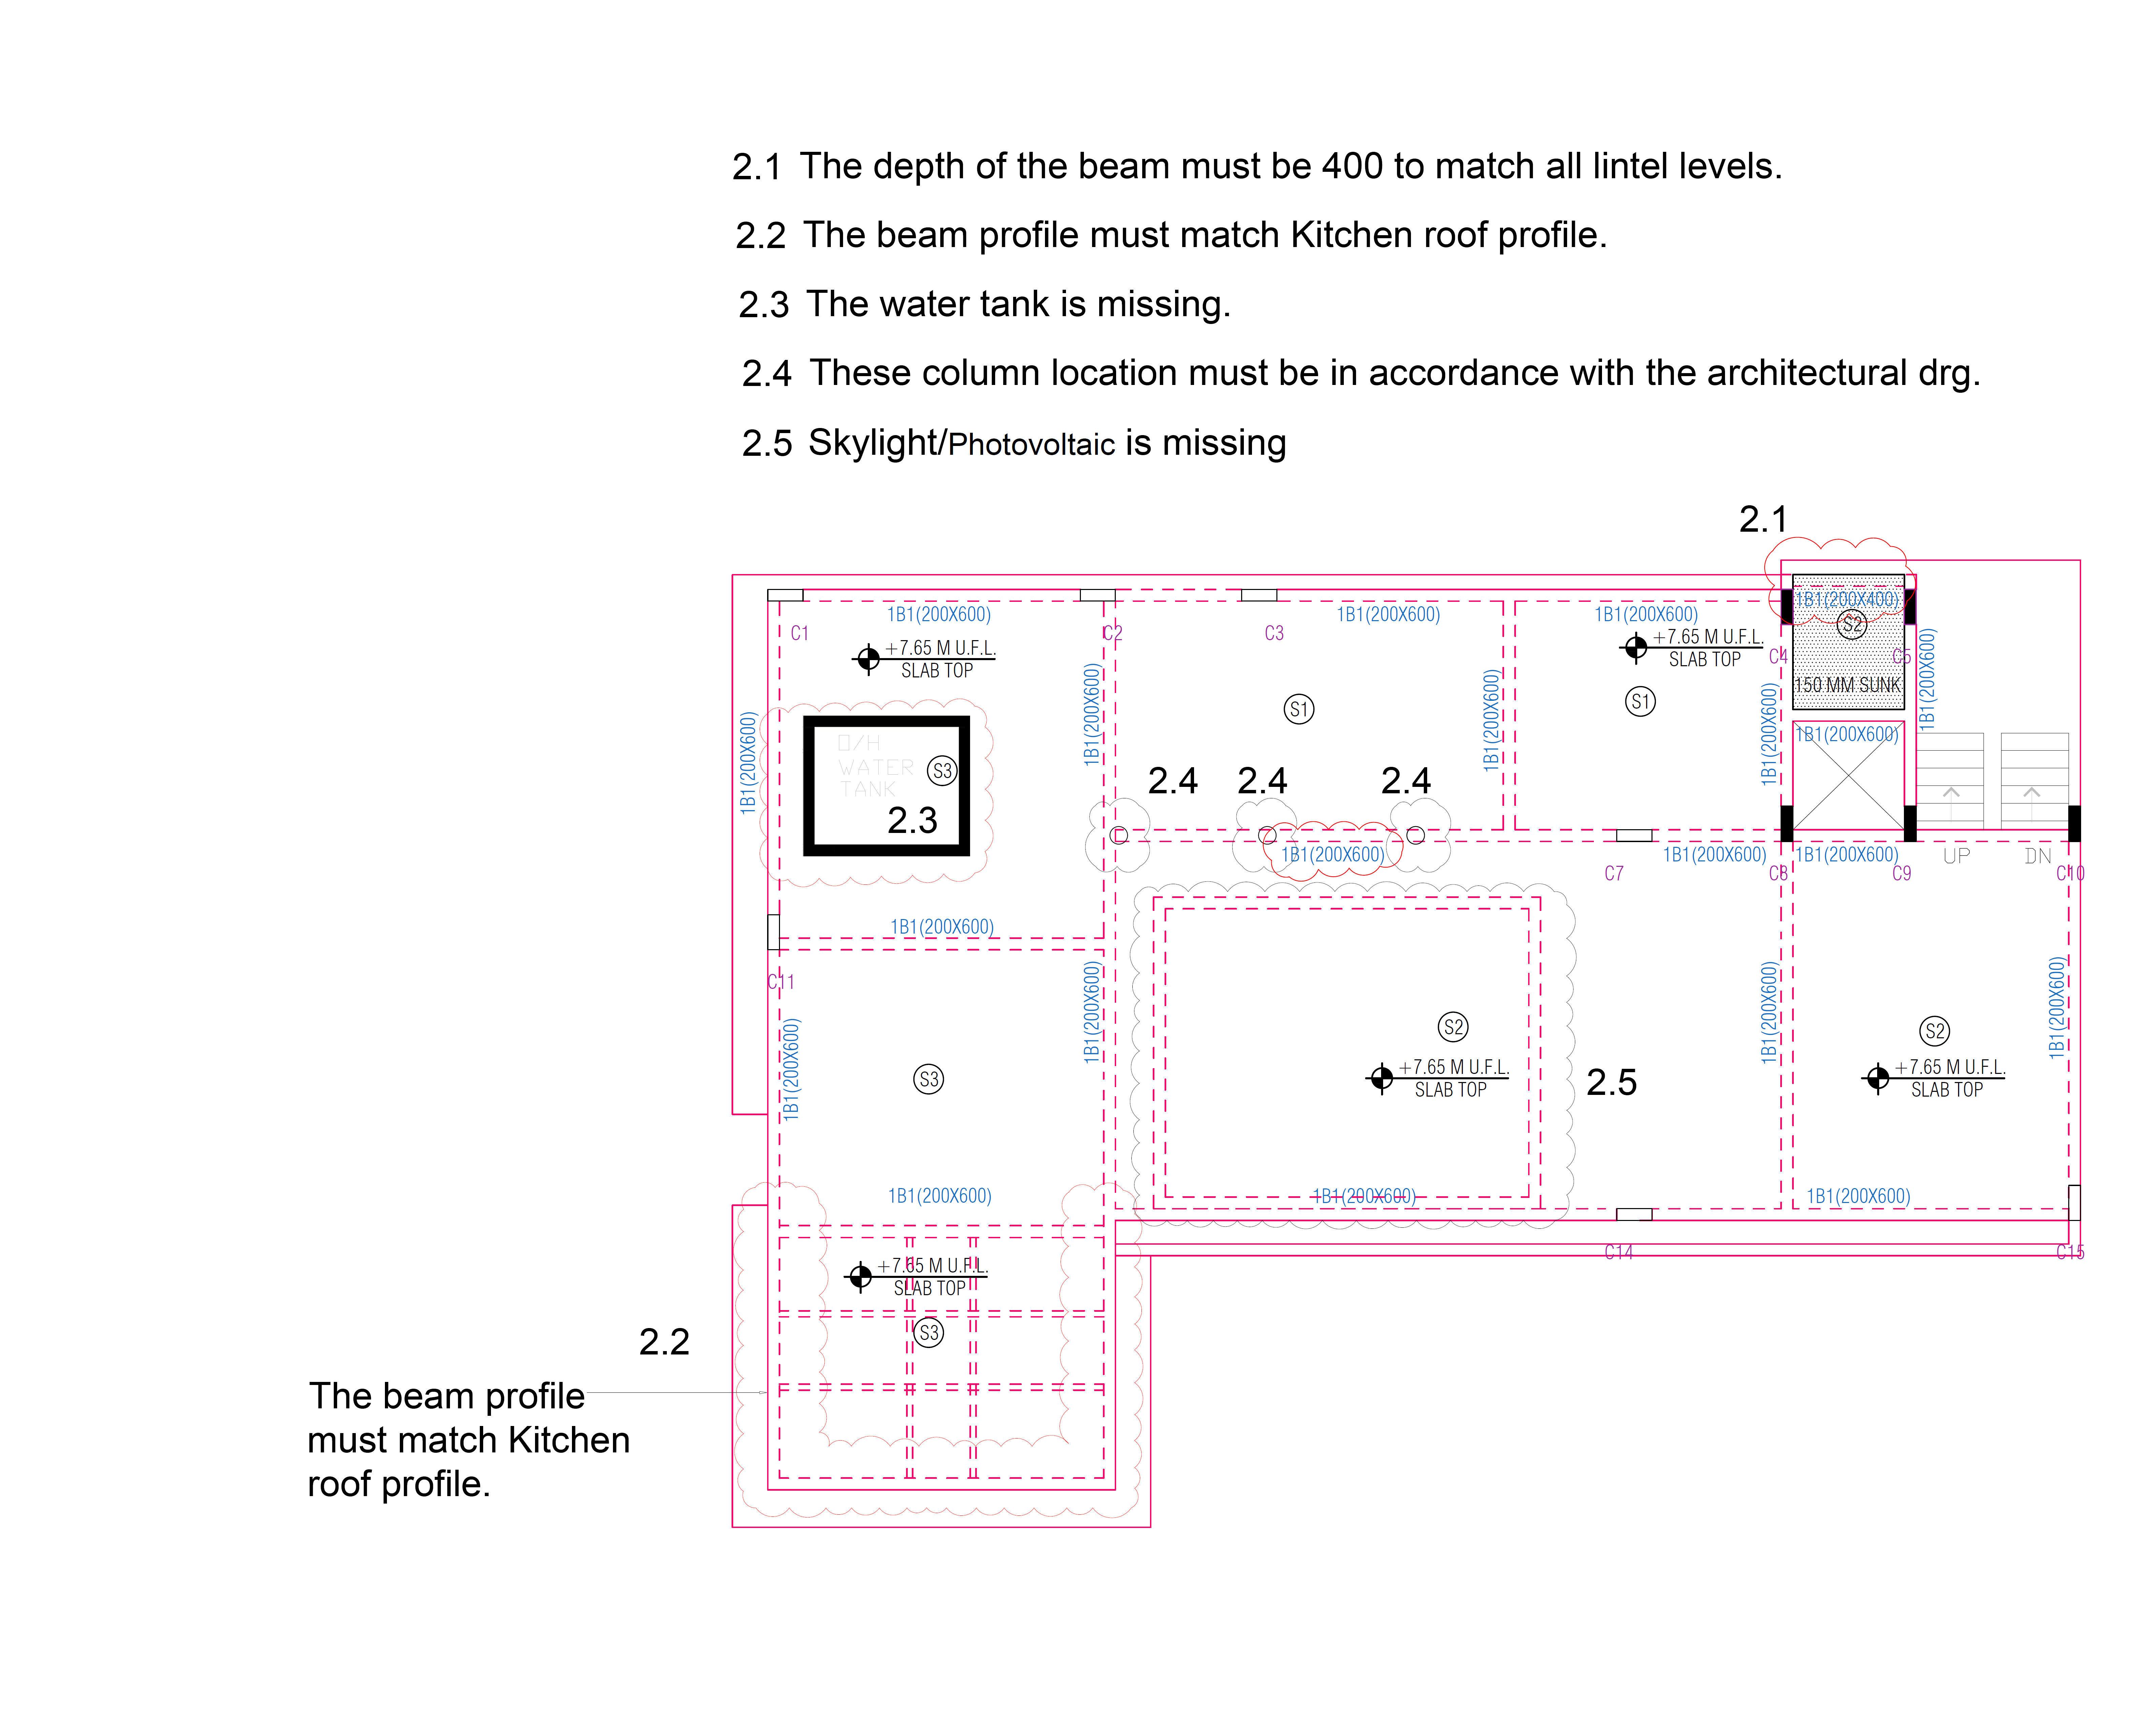 2.1 The depth of the beam must be 400 to match all lintel levels.
2.2 The beam profile must match Kitchen roof profile.
2.3 The water tank is missing.
2.4 These column location must be in accordance with the architectural drg.
2.5 Skylight/Photovoltaic is missing
2.1
1B1(200X400)
1B1(200X600)
1B1(200X600)
1B1(200X600)
S2
C1
C2
C3
+7.65 M U.F.L.
SLAB TOP
+7.65 M U.F.L.
SLAB TOP
C4
C5
150 MM SUNK
1B1(200X600)
1B1(200X600)
1B1(200X600)
1B1(200X600)
1B1(200X600)
S1
S1
1B1(200X600)
O/H
WATER
TANK
S3
2.3
2.4
2.4
2.4
1B1(200X600)
1B1(200X600)
1B1(200X600)
UP
DN
C7
C8
C9
C10
1B1(200X600)
C11
1B1(200X600)
1B1(200X600)
1B1(200X600)
1B1(200X600)
S2
S2
+7.65 M U.F.L.
SLAB TOP
+7.65 M U.F.L.
SLAB TOP
S3
2.5
1B1(200X600)
1B1(200X600)
1B1(200X600)
C14
C15
+7.65 M U.F.L.
SLAB TOP
S3
2.2
The beam profile
must match Kitchen
roof profile.